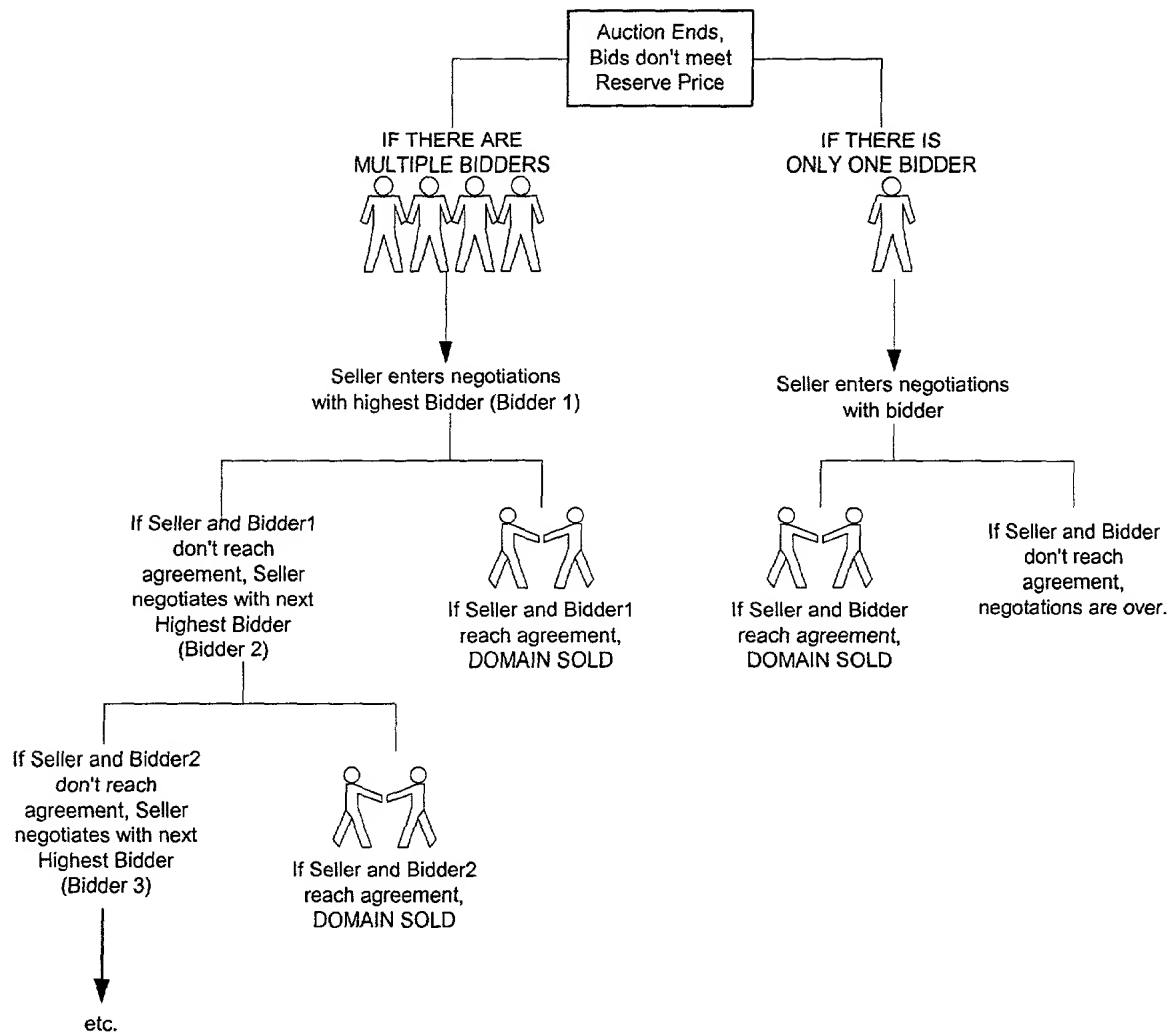 Auction Ends,
Bids don't meet
Reserve Price
IF THERE ARE
MULTIPLE BIDDERS
IF THERE IS
ONLY ONE BIDDER
Seller enters negotiations
with highest Bidder (Bidder 1)
Seller enters negotiations
with bidder
If Seller and Bidder1
don't reach
agreement, Seller
negotiates with next
Highest Bidder
(Bidder 2)
If Seller and Bidder1
reach agreement,
DOMAIN SOLD
If Seller and Bidder
reach agreement,
DOMAIN SOLD
If Seller and Bidder
don't reach
agreement,
negotations are over.
If Seller and Bidder2
don't reach
agreement, Seller
negotiates with next
Highest Bidder
(Bidder 3)
If Seller and Bidder2
reach agreement,
DOMAIN SOLD
etc.